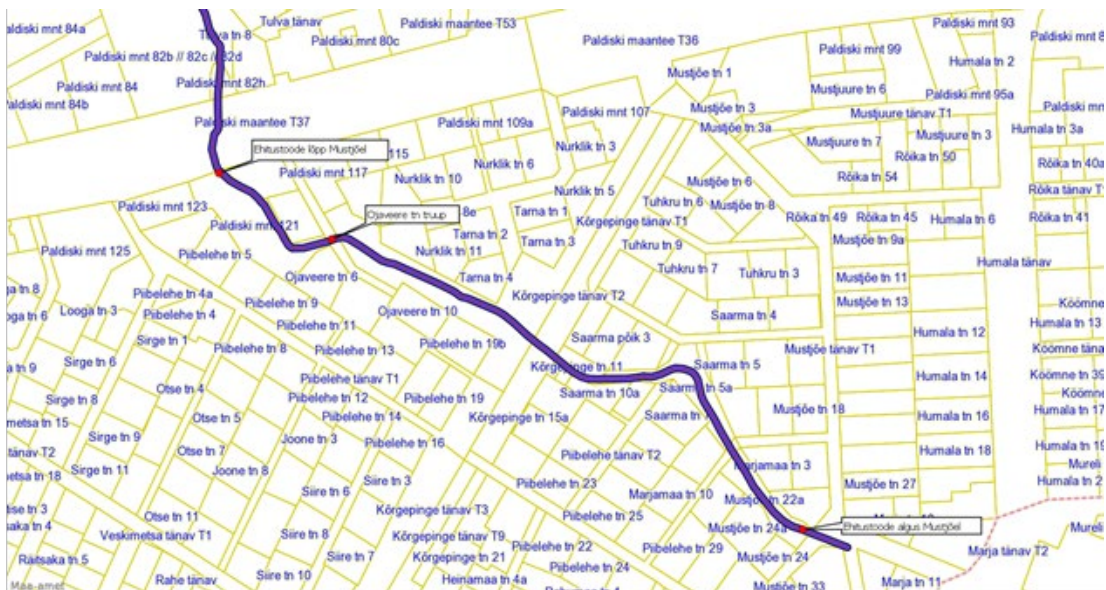 Paldiski mnt 84a
Tulva tänav
Paldiski maantee T53
Paldiski mnt 93
Tulva tn 8
Paldiski mnt 80c
Paldiski maantee T36
Paldiski mnt 82b // 82c // 82d
Paldiski mnt 99
Humala tn 2
Paldiski mnt 84
Paldiski mnt 82h
Mustjõe tn 1
Mustjuure tn 6
Paldiski mnt 84b
Paldiski mnt 95a
Paldiski maantee T37
Paldiski mnt 109a
Paldiski mnt 107
Mustjõe tn 3
Mustjuure tänav T1
Mustjõe tn 3a
Humala tn 3a
Ehitustoode lõpp Mustjõel
115
Nurklik tn 3
Mustjuure tn 7
Mustjuure tn 3
Paldiski mnt 117
Nurklik tn 6
Rõika tn 50
Rõika tn 40a
Nurklik tn 10
Nurklik tn 5
Mustjõe tn 6
Rõika tn 54
Paldiski mnt 123
Ojaveere tn truup
8e
Tarna tn 1
Tuhkru tn 6
Mustjõe tn 8
Rõika tänav T1
Paldiski mnt 121
Kõrgepinge tänav T1
Rõika tn 49
Rõika tn 45
Humala tn 6
Rõika tn 41
Tarna tn 2
Tarna tn 3
Tuhkru tn 9
Mustjõe tn 9a
Paldiski mnt 125
Piibelehe tn 5
Nurklik tn 11
Humala tänav
Ojaveere tn 6
Tarna tn 4
Tuhkru tn 7
Tuhkru tn 3
Mustjõe tn 11
Piibelehe tn 4a
Piibelehe tn 9
Kõrgepinge tänav T2
Mustjõe tn 13
Looga tn 3
Piibelehe tn 4
Ojaveere tn 10
Saarma tn 4
Piibelehe tn 11
Humala tn 13
Sirge tn 1
Saarma põik 3
Humala tn 12
Piibelehe tn 8
Piibelehe tn 13
Piibelehe tn 19b
Mustjõe tänav T1
Sirge tn 6
Kõrgepinge tn 11
Saarma tn 5
Humala tn 14
Köömne tn 39
Otse tn 4
Piibelehe tänav T1
Saarma tn 10a
Saarma tn 5a
Sirge tn 8
Piibelehe tn 12
Piibelehe tn 19
Otse tn 5
Piibelehe tn 14
Kõrgepinge tn 15a
Mustjõe tn 18
Humala tn 16
Humala tn 17
Sirge tn 9
Joone tn 3
Piibelehe tn 16
Otse tn 7
Piibelehe tänav T2
Humala tn 18
Humala tn 19
Sirge tn 11
Joone tn 8
Siire tn 3
Piibelehe tn 23
Marjamaa tn 3
Mureli
Siire tn 6
Marjamaa tn 10
Mustjõe tn 22a
Mustjõe tn 27
Otse tn 11
Kõrgepinge tänav T3
Piibelehe tn 25
Mustjõe tn 24a
Ehitustoode algus Mustjõel
Veskimetsa tänav T1
Siire tn 8
Kõrgepinge tänav T9
Piibelehe tn 22
Piibelehe tn 29
Mustjõe tn 24
Marja tänav T2
Räitsaka tn 5
Siire tn 7
Kõrgepinge tn 21
Piibelehe tn 24
Rahe tänav
Siire tn 10
Heinamaa tn 4a
Mustjõe tn 33
Marja tn 11
Maa-amet